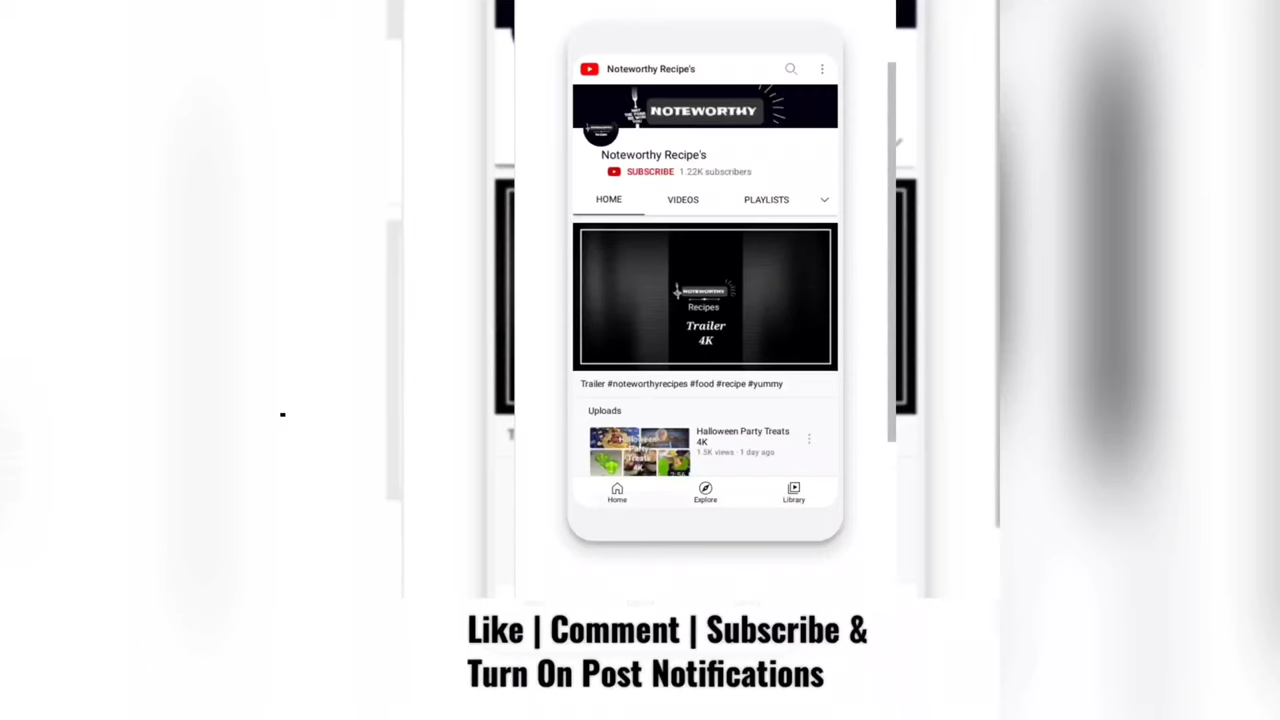 Noteworthy Recipe's
NOTEWORTHY
Noteworthy Recipe's
SUBSCRIBE 1.22K subscribers
HOME VIDEOS PLAYLISTS
NOTEWORTHY
Recipes
Trailer
4K
Trailer #noteworthyrecipes #food #recipe #yummy
Uploads
Halloween Party Treats
4K
1.5K views · 1 day ago
Home Explore Library
Like | Comment | Subscribe &
Turn On Post Notifications